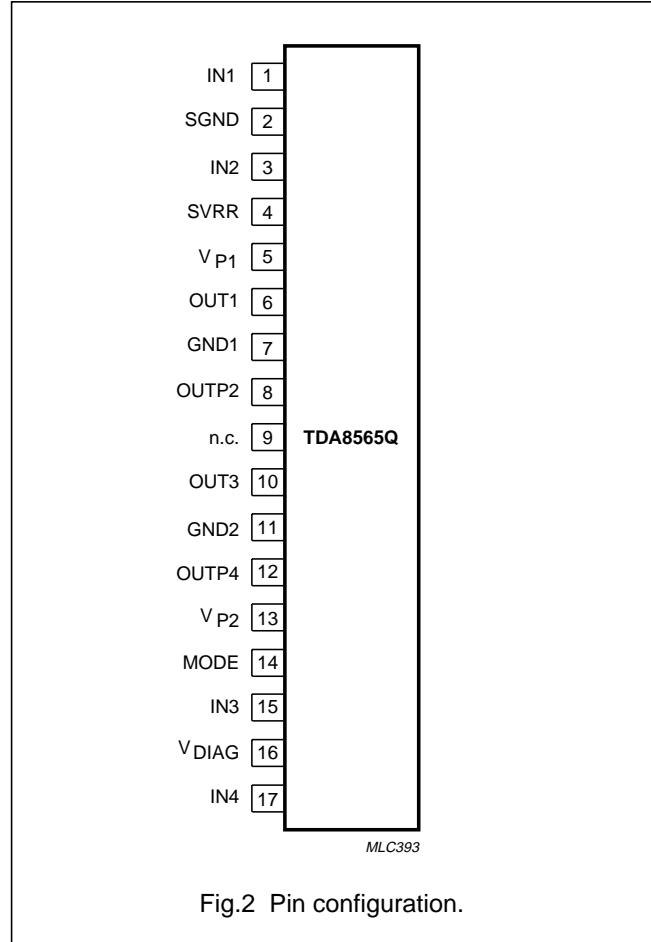 IN1 1
SGND 2
IN2 3
SVRR 4
VP1 5
OUT1 6
GND1 7
OUTP2 8
n.c. 9 TDA8565Q
OUT3 10
GND2 11
OUTP4 12
VP2 13
MODE 14
IN3 15
VDIAG 16
IN4 17
MLC393
Fig.2 Pin configuration.